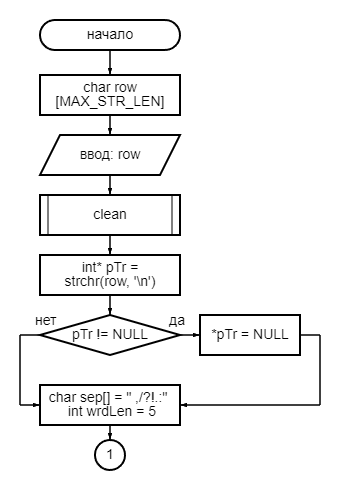 начало
char row
[MAX_STR_LEN]
ввод: row
clean
int* pTr =
strchr(row, '\n')
нет
да
pTr != NULL
*pTr = NULL
char sep[] = " ,/?!.:"
int wrdLen = 5
1